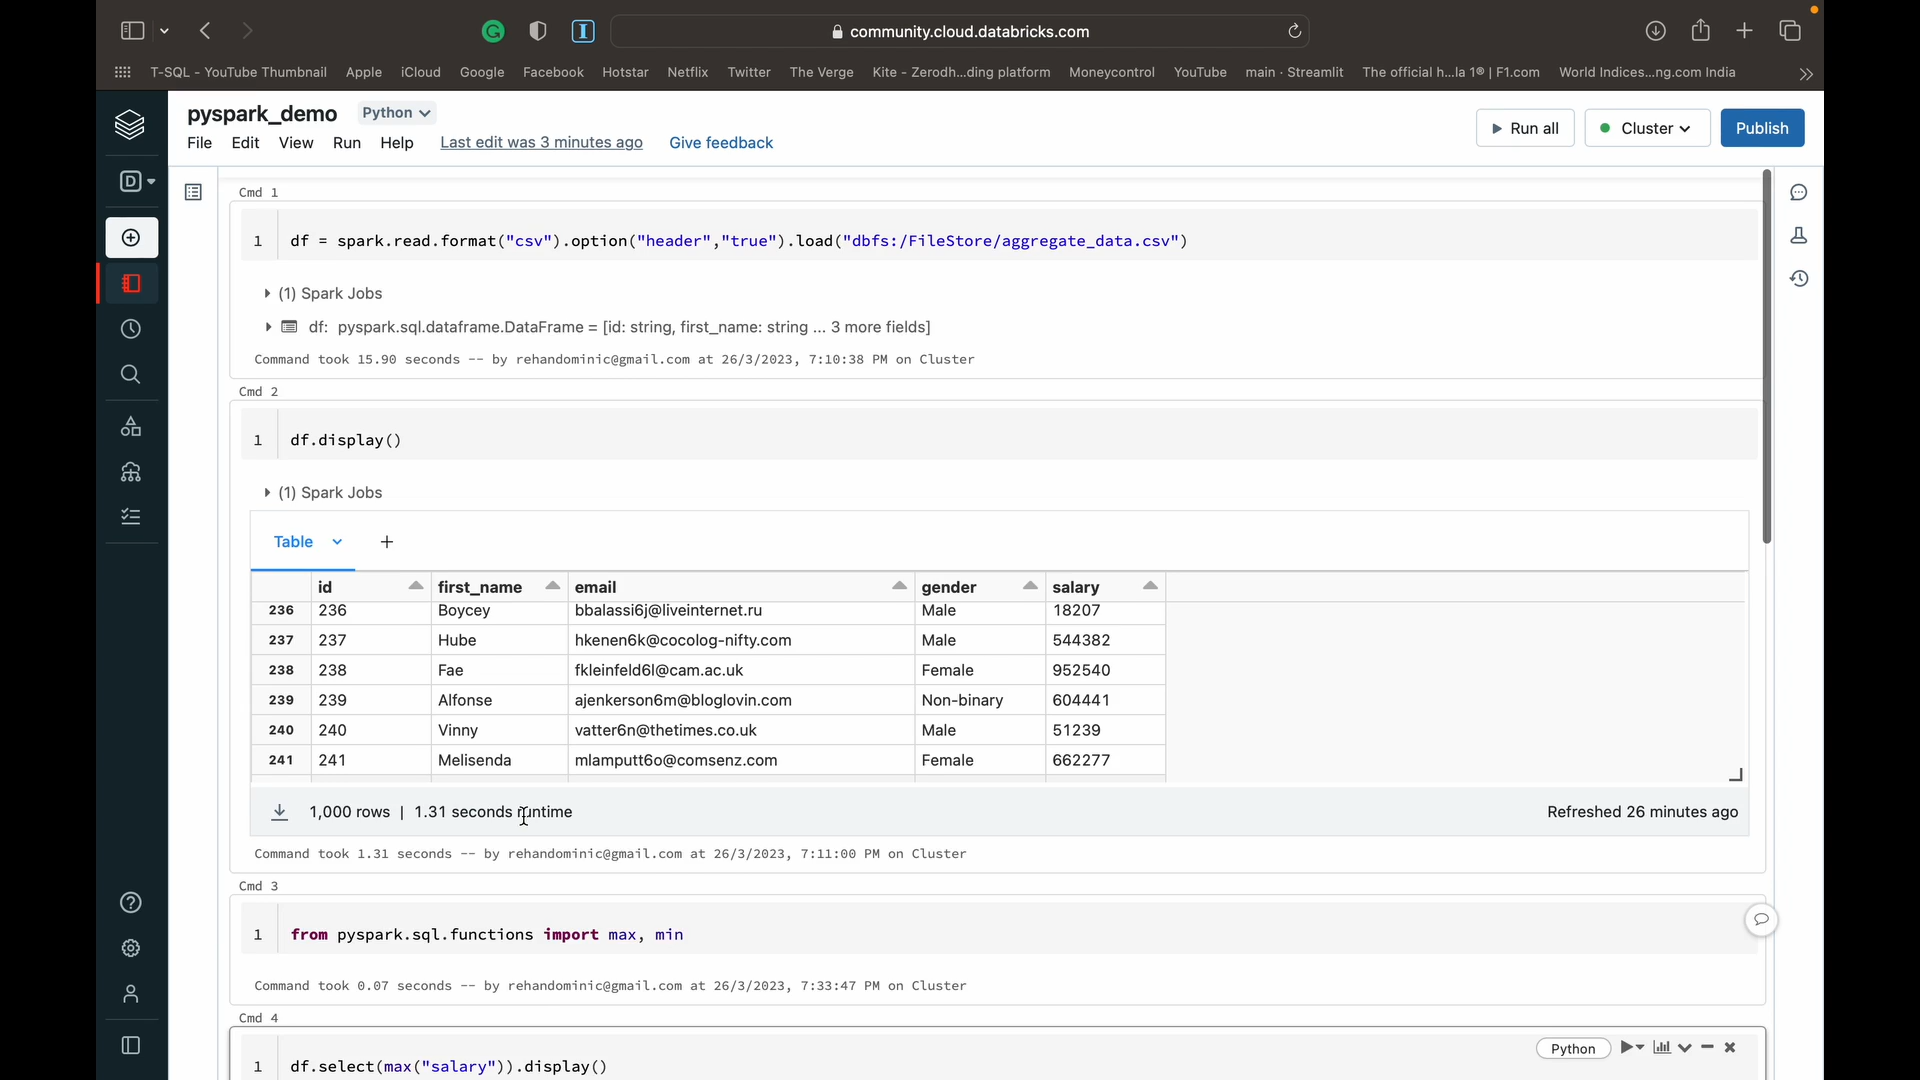 community.cloud.databricks.com
T-SQL - YouTube Thumbnail Apple iCloud Google Facebook Hotstar Netflix Twitter The Verge Kite - Zerodh...ding platform Moneycontrol YouTube main · Streamlit The official h...la 1® | F1.com World Indices...ng.com India
pyspark_demo Python
Run all Cluster Publish
File Edit View Run Help Last edit was 3 minutes ago Give feedback
D
Cmd 1
1 df = spark.read.format("csv").option("header","true").load("dbfs:/FileStore/aggregate_data.csv")
(1) Spark Jobs
df: pyspark.sql.dataframe.DataFrame = [id: string, first_name: string ... 3 more fields]
Command took 15.90 seconds -- by rehandominic@gmail.com at 26/3/2023, 7:10:38 PM on Cluster
Cmd 2
1 df.display()
(1) Spark Jobs
Table +
id first_name email gender salary
236 236 Boycey bbalassi6j@liveinternet.ru Male 18207
237 237 Hube hkenen6k@cocolog-nifty.com Male 544382
238 238 Fae fkleinfeld6l@cam.ac.uk Female 952540
239 239 Alfonse ajenkerson6m@bloglovin.com Non-binary 604441
240 240 Vinny vatter6n@thetimes.co.uk Male 51239
241 241 Melisenda mlamputt6o@comsenz.com Female 662277
1,000 rows | 1.31 seconds runtime Refreshed 26 minutes ago
Command took 1.31 seconds -- by rehandominic@gmail.com at 26/3/2023, 7:11:00 PM on Cluster
Cmd 3
1 from pyspark.sql.functions import max, min
Command took 0.07 seconds -- by rehandominic@gmail.com at 26/3/2023, 7:33:47 PM on Cluster
Cmd 4
Python
1 df.select(max("salary")).display()